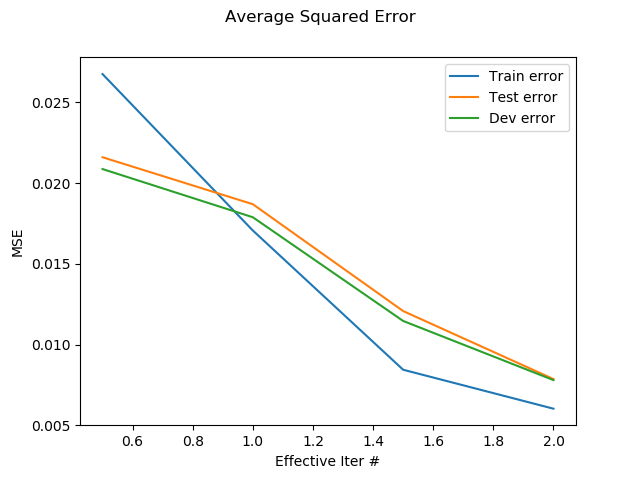 Average Squared Error
Train error
Test error
Dev error
MSE
0.025
0.020
0.015
0.010
0.005
0.6 0.8 1.0 1.2 1.4 1.6 1.8 2.0
Effective Iter #